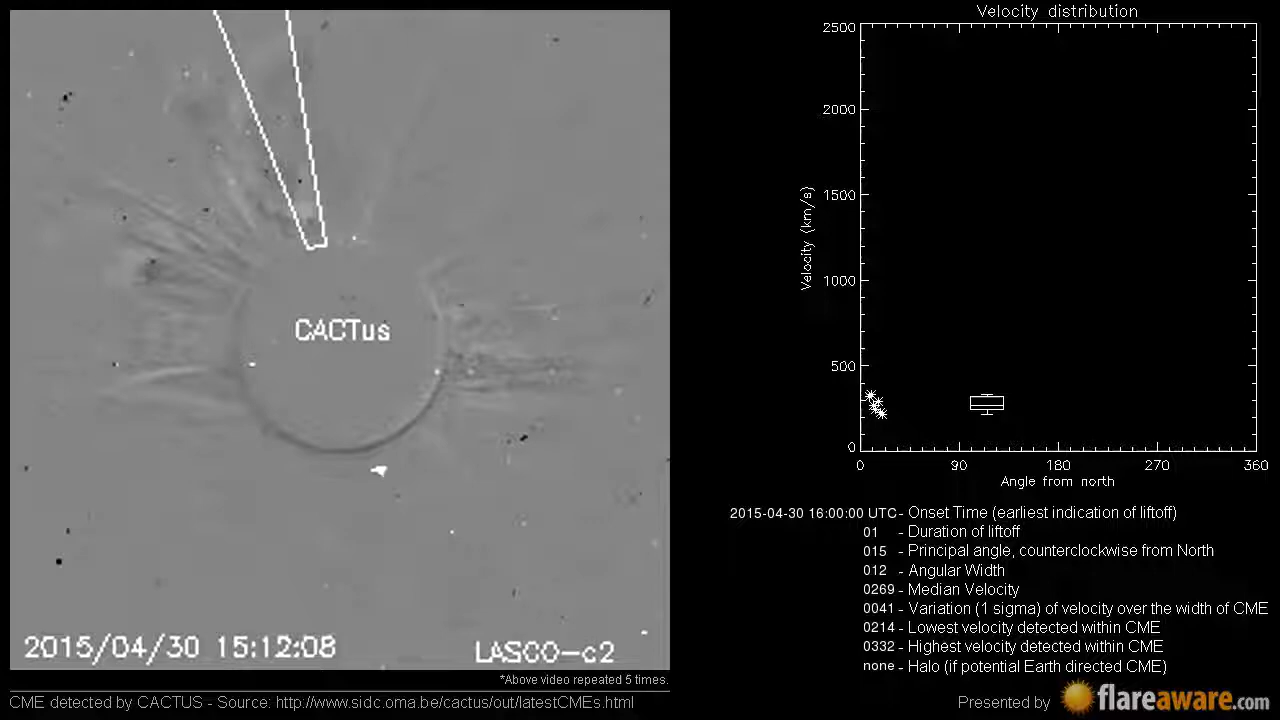 CACTus
2015/04/30 15:12:08
LASCO-c2
*Above video repeated 5 times.
CME detected by CACTUS - Source: http://www.sidc.oma.be/cactus/out/latestCMEs.html
Velocity distribution
2500
2000
1500
1000
500
0
Velocity (km/s)
0 90 180 270 360
Angle from north
2015-04-30 16:00:00 UTC - Onset Time (earliest indication of liftoff)
01 - Duration of liftoff
015 - Principal angle, counterclockwise from North
012 - Angular Width
0269 - Median Velocity
0041 - Variation (1 sigma) of velocity over the width of CME
0214 - Lowest velocity detected within CME
0332 - Highest velocity detected within CME
none - Halo (if potential Earth directed CME)
Presented by flareaware.com